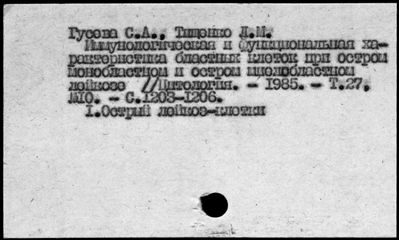 Гусева С.А., Тищенко Л.М.
Иммунологическая и функциональная ха-
рактеристика бластных клеток при остром
монобластном и остром миелобластном
лейкозе //Цитология. - 1985. - Т.27,
№10. - С.1203-1206.
1.Острый лейкоз-клетки